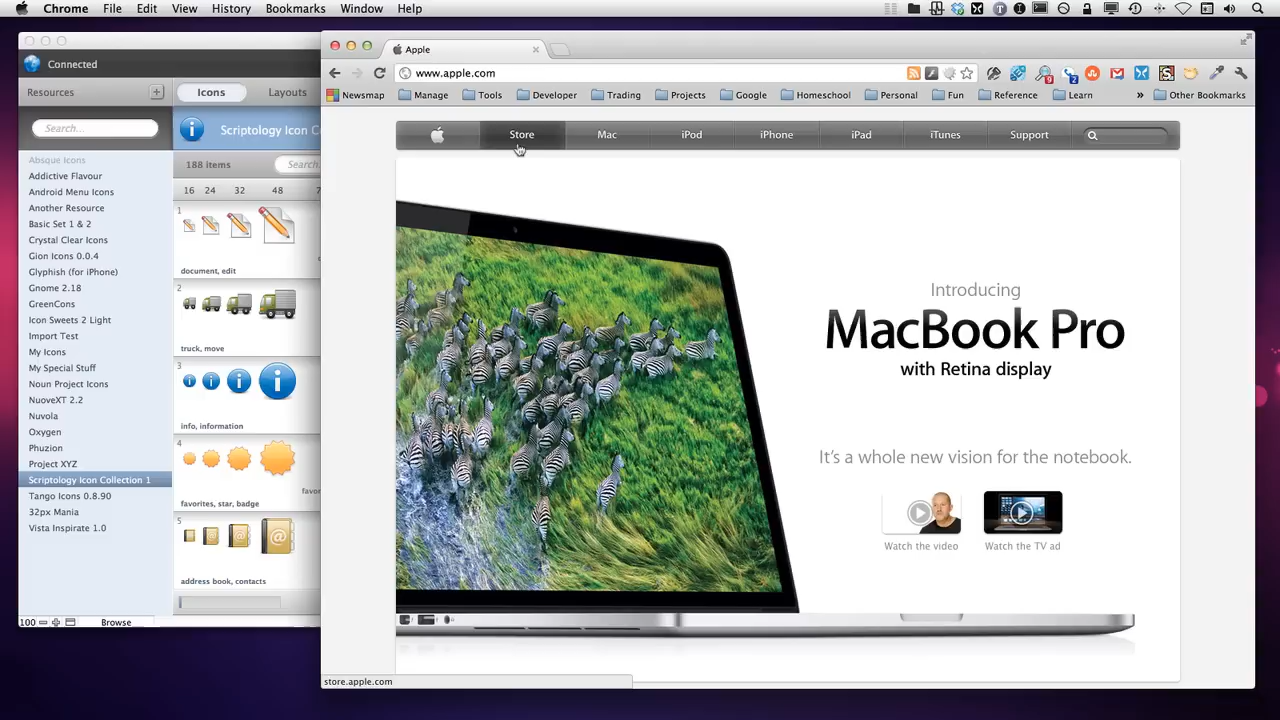 Chrome File Edit View History Bookmarks Window Help
Connected
Resources
Icons Layouts
Search...
Scriptology Icon C
188 items
Search
16 24 32 48
Absque Icons
Addictive Flavour
Android Menu Icons
Another Resource
Basic Set 1 & 2
Crystal Clear Icons
Gion Icons 0.0.4
Glyphish (for iPhone)
Gnome 2.18
GreenCons
Icon Sweets 2 Light
Import Test
My Icons
My Special Stuff
Noun Project Icons
NuoveXT 2.2
Nuvola
Oxygen
Phuzion
Project XYZ
Scriptology Icon Collection 1
Tango Icons 0.8.90
32px Mania
Vista Inspirate 1.0
1
document, edit
2
truck, move
3
info, information
4
favorites, star, badge
favor
5
address book, contacts
100
Browse
Apple
www.apple.com
Newsmap Manage Tools Developer Trading Projects Google Homeschool Personal Fun Reference Learn » Other Bookmarks
Store Mac iPod iPhone iPad iTunes Support
Introducing
MacBook Pro
with Retina display
It's a whole new vision for the notebook.
Watch the video
Watch the TV ad
store.apple.com